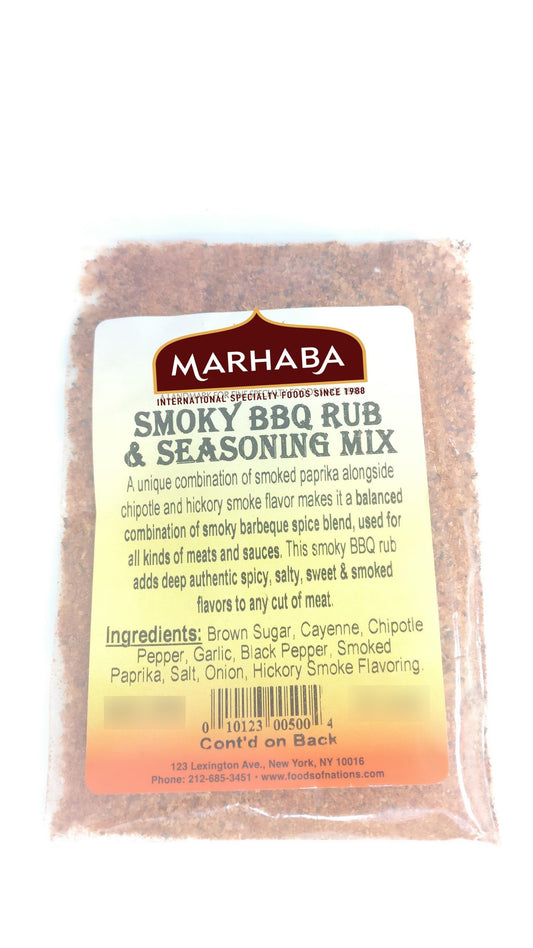 MARHABA
INTERNATIONAL SPECIALTY FOODS SINCE 1988
SMOKY BBQ RUB
& SEASONING MIX
A unique combination of smoked paprika alongside
chipotle and hickory smoke flavor makes it a balanced
combination of smoky barbeque spice blend, used for
all kinds of meats and sauces. This smoky BBQ rub
adds deep authentic spicy, salty, sweet & smoked
flavors to any cut of meat.
Ingredients: Brown Sugar, Cayenne, Chipotle
Pepper, Garlic, Black Pepper, Smoked
Paprika, Salt, Onion, Hickory Smoke Flavoring.
0 10123 00500 4
Cont'd on Back
123 Lexington Ave., New York, NY 10016
Phone: 212-685-3451 • www.foodsofnations.com